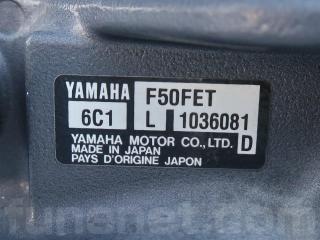 YAMAHA F50FET
6C1 L 1036081
YAMAHA MOTOR CO.,LTD. D
MADE IN JAPAN
PAYS D'ORIGINE JAPON